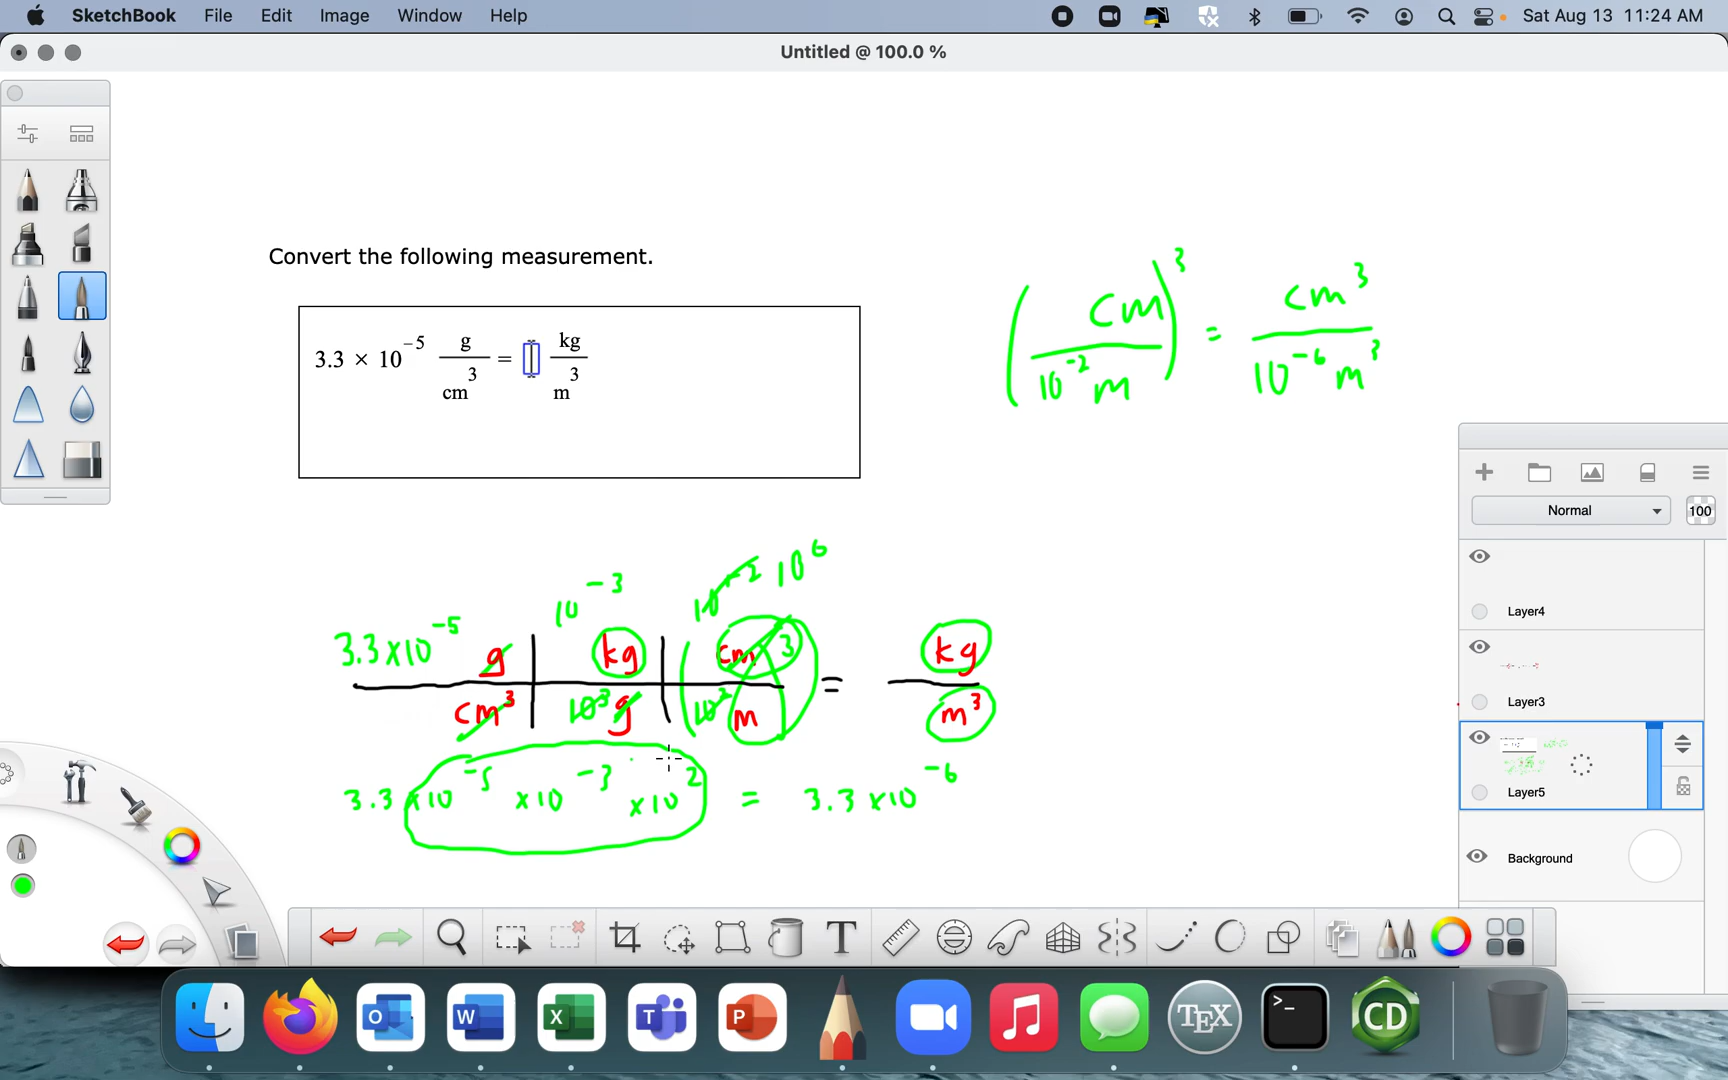 SketchBook File Edit Image Window Help Sat Aug 13 11:24 AM
Untitled @ 100.0 %
Convert the following measurement.
3.3 × 10^-5 g/cm^3 = kg/m^3
(cm/10^-2 m)^3 = cm^3/10^-6 m^3
10^-3 10^-2 10^6
3.3x10^-5 g kg cm 3 = kg
cm^3 10^3 g 10^2 m m^3
3.3 x10^-5 x10^-3 x10^2 = 3.3 x10^-6
Normal 100
Layer4
Layer3
Layer5
Background
T
O W X T P TEX >_ CD